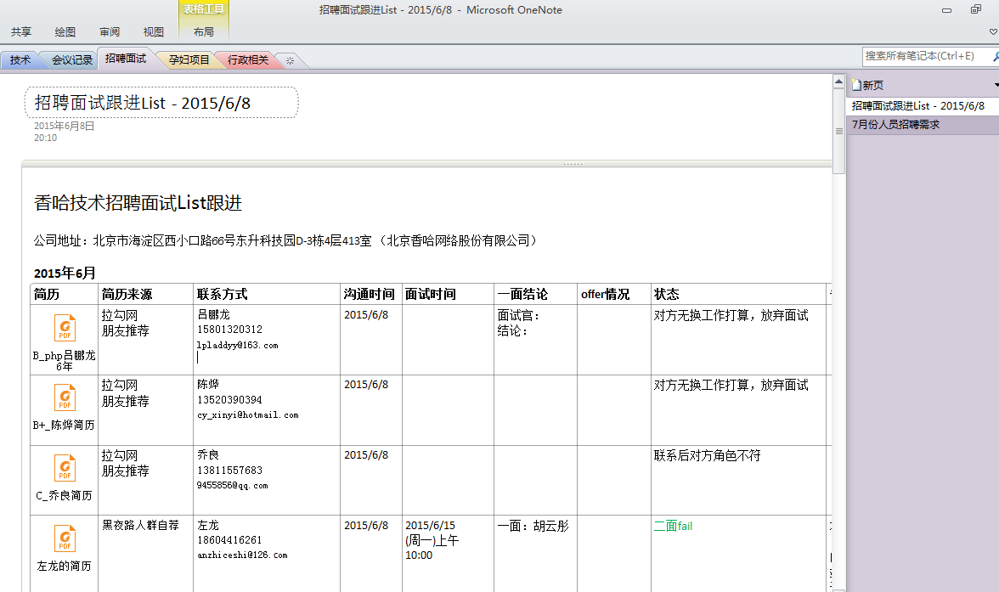 表格工具
招聘面试跟进List - 2015/6/8 - Microsoft OneNote
共享 绘图 审阅 视图 布局
技术 会议记录 招聘面试 孕妇项目 行政相关
搜索所有笔记本(Ctrl+E)
新页
招聘面试跟进List - 2015/6/8
7月份人员招聘需求
招聘面试跟进List - 2015/6/8
2015年6月8日
20:10
香哈技术招聘面试List跟进
公司地址：北京市海淀区西小口路66号东升科技园D-3栋4层413室 （北京香哈网络股份有限公司）
2015年6月
简历 简历来源 联系方式 沟通时间 面试时间 一面结论 offer情况 状态
PDF
B_php吕鹏龙
6年
拉勾网
朋友推荐
吕鹏龙
15801320312
lpladdyy@163.com
2015/6/8
面试官：
结论：
对方无换工作打算，放弃面试
PDF
B+_陈烨简历
拉勾网
朋友推荐
陈烨
13520390394
cy_xinyi@hotmail.com
2015/6/8
对方无换工作打算，放弃面试
PDF
C_乔良简历
拉勾网
朋友推荐
乔良
13811557683
9455856@qq.com
2015/6/8
联系后对方角色不符
PDF
左龙的简历
黑夜路人群自荐
左龙
18604416261
anzhiceshi@126.com
2015/6/8
2015/6/15
(周一)上午
10:00
一面：胡云彤
二面fail